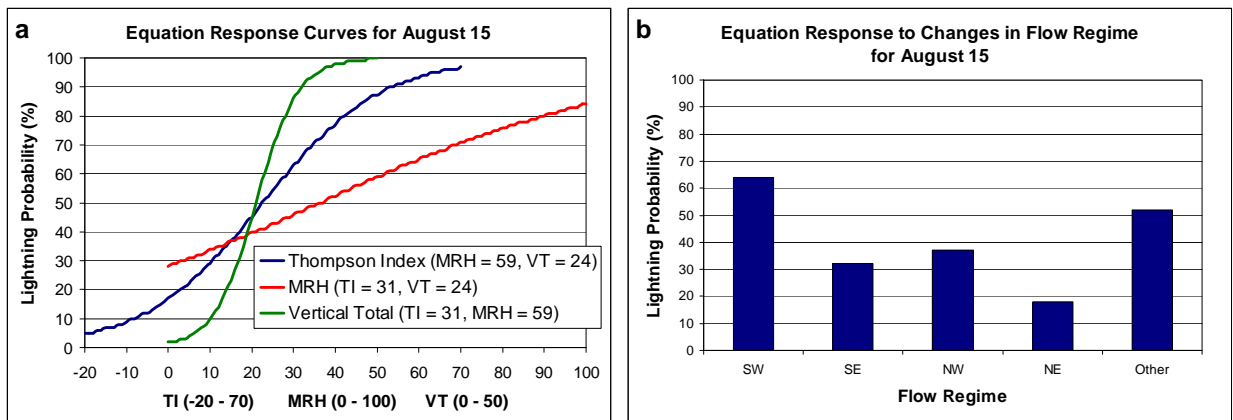 a
Equation Response Curves for August 15
Lightning Probability (%)
100
90
80
70
60
50
40
30
20
10
0
Thompson Index (MRH = 59, VT = 24)
MRH (TI = 31, VT = 24)
Vertical Total (TI = 31, MRH = 59)
-20 -10 0 10 20 30 40 50 60 70 80 90 100
TI (-20 - 70) MRH (0 - 100) VT (0 - 50)
b
Equation Response to Changes in Flow Regime
for August 15
Lightning Probability (%)
100
90
80
70
60
50
40
30
20
10
0
SW SE NW NE Other
Flow Regime